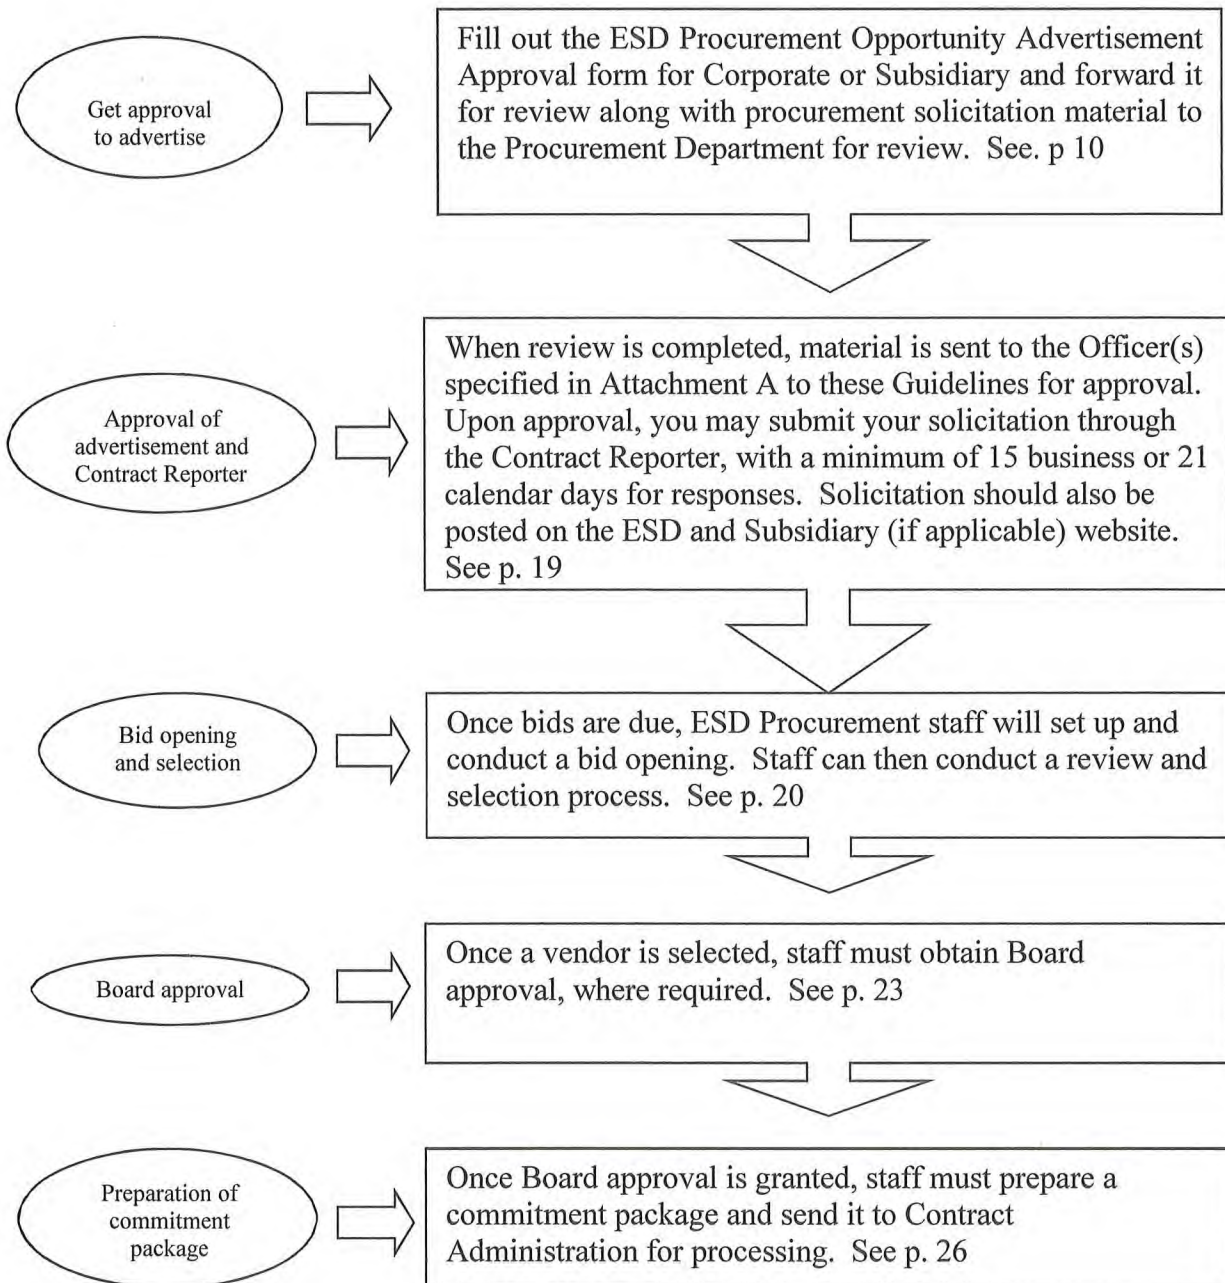 Get approval
to advertise
Fill out the ESD Procurement Opportunity Advertisement
Approval form for Corporate or Subsidiary and forward it
for review along with procurement solicitation material to
the Procurement Department for review.  See. p 10
Approval of
advertisement and
Contract Reporter
When review is completed, material is sent to the Officer(s)
specified in Attachment A to these Guidelines for approval.
Upon approval, you may submit your solicitation through
the Contract Reporter, with a minimum of 15 business or 21
calendar days for responses.  Solicitation should also be
posted on the ESD and Subsidiary (if applicable) website.
See p. 19
Bid opening
and selection
Once bids are due, ESD Procurement staff will set up and
conduct a bid opening.  Staff can then conduct a review and
selection process.  See p. 20
Board approval
Once a vendor is selected, staff must obtain Board
approval, where required.  See p. 23
Preparation of
commitment
package
Once Board approval is granted, staff must prepare a
commitment package and send it to Contract
Administration for processing.  See p. 26